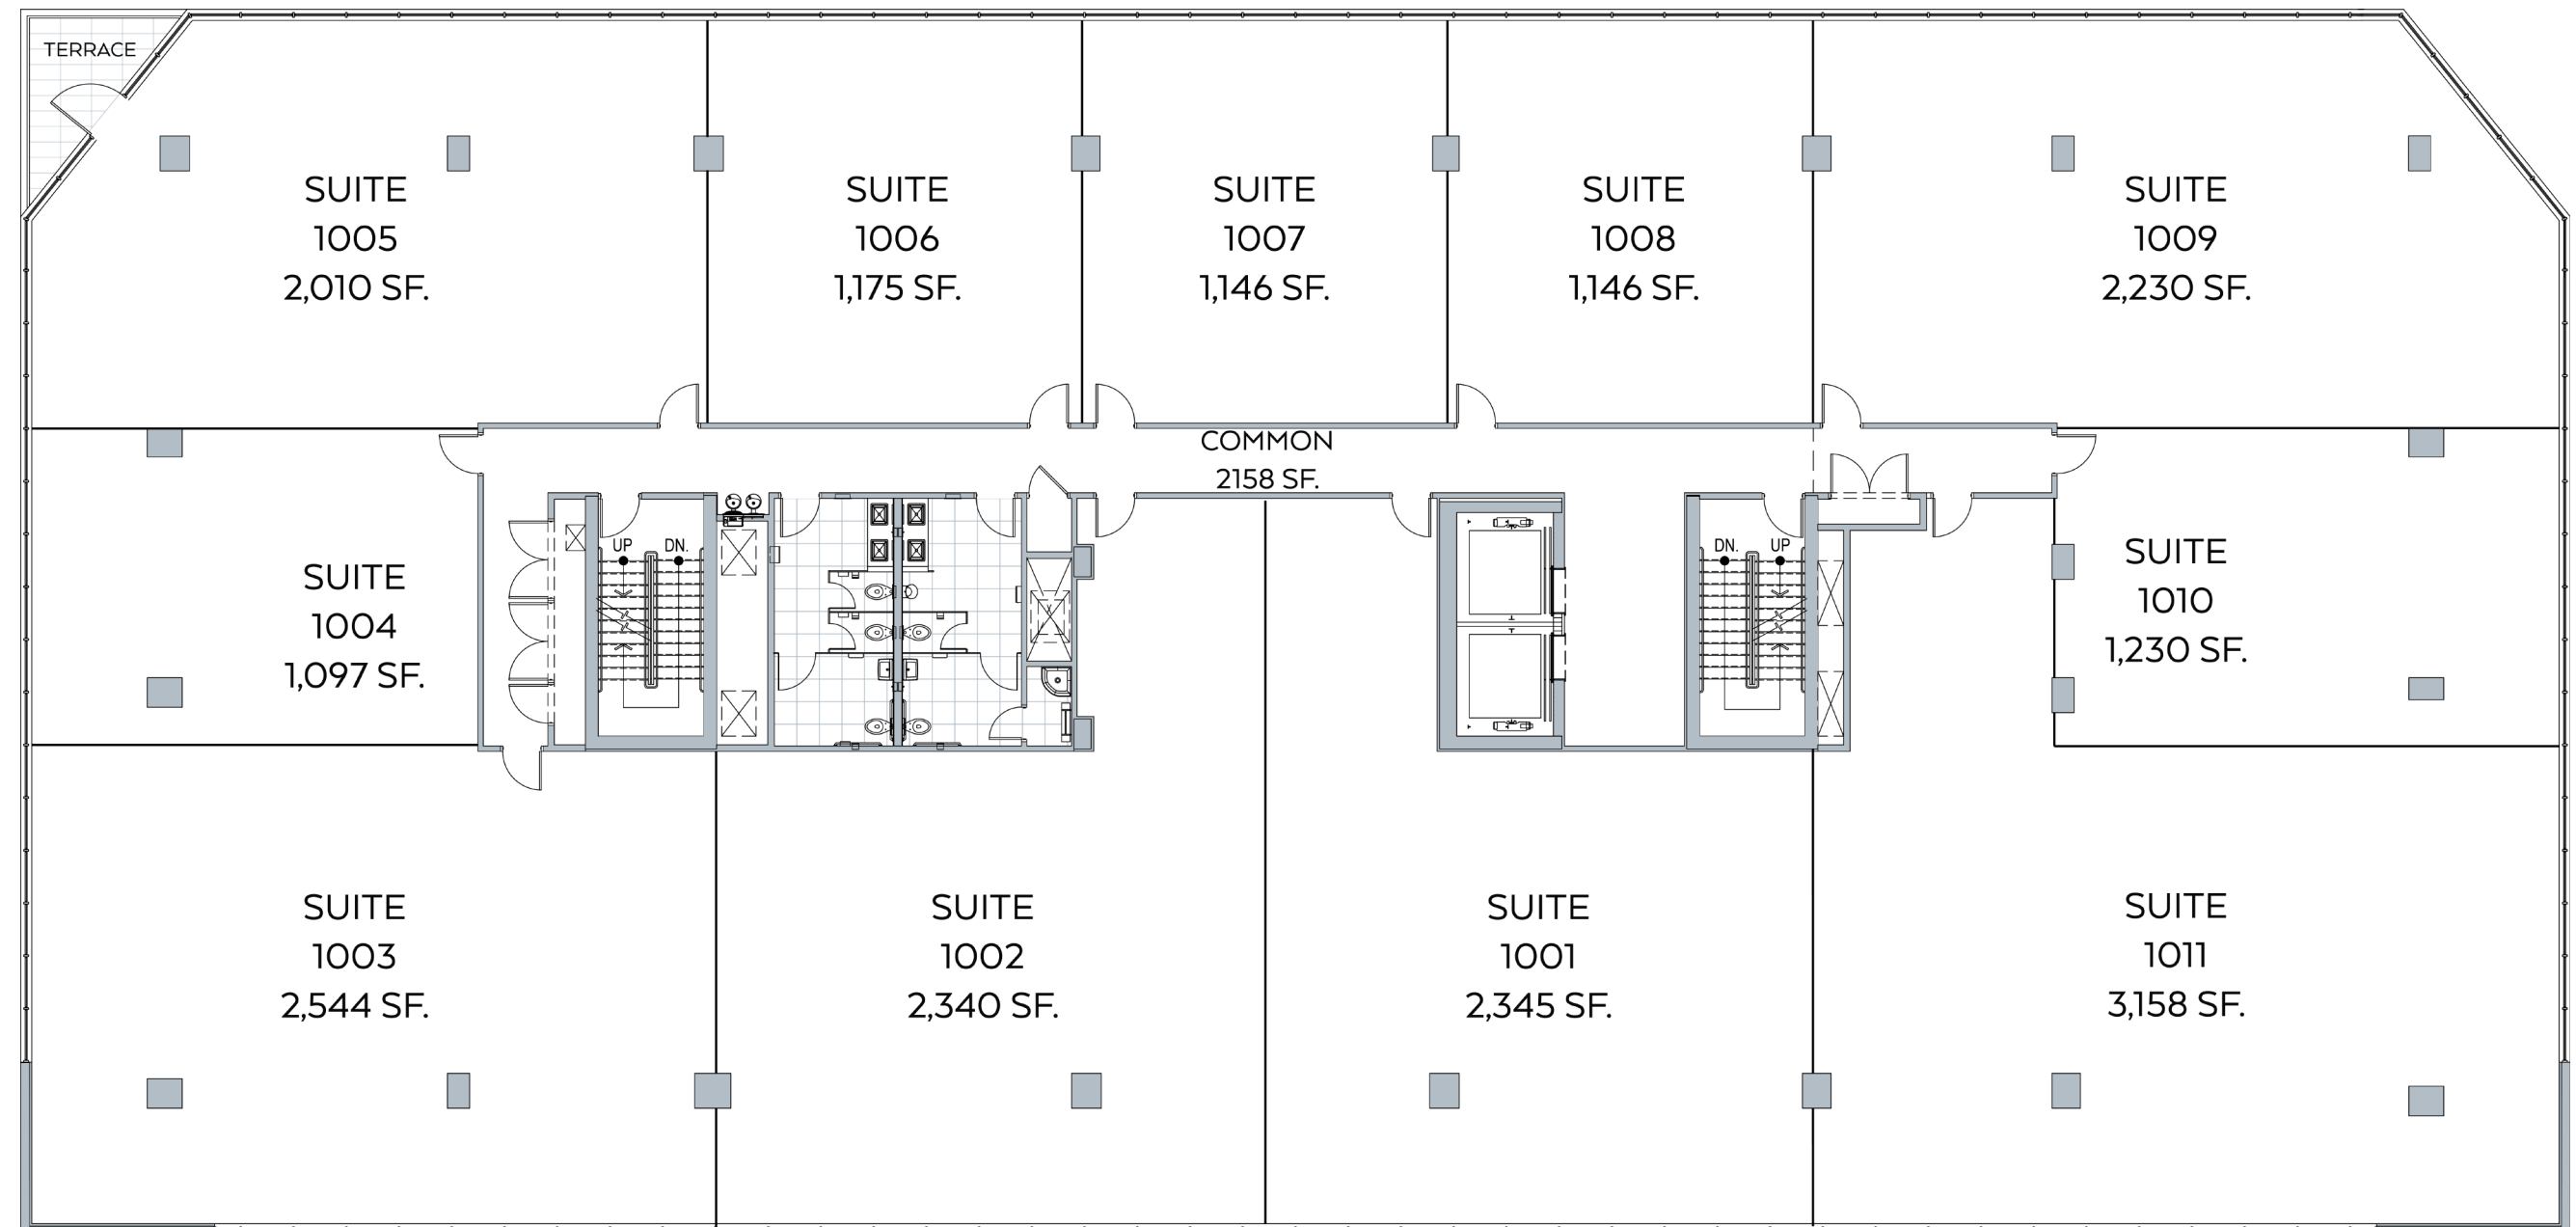 TERRACE
SUITE
1005
2,010 SF.
SUITE
1006
1,175 SF.
SUITE
1007
1,146 SF.
SUITE
1008
1,146 SF.
SUITE
1009
2,230 SF.
COMMON
2158 SF.
SUITE
1004
1,097 SF.
UP
DN.
DN.
UP
SUITE
1010
1,230 SF.
SUITE
1003
2,544 SF.
SUITE
1002
2,340 SF.
SUITE
1001
2,345 SF.
SUITE
1011
3,158 SF.